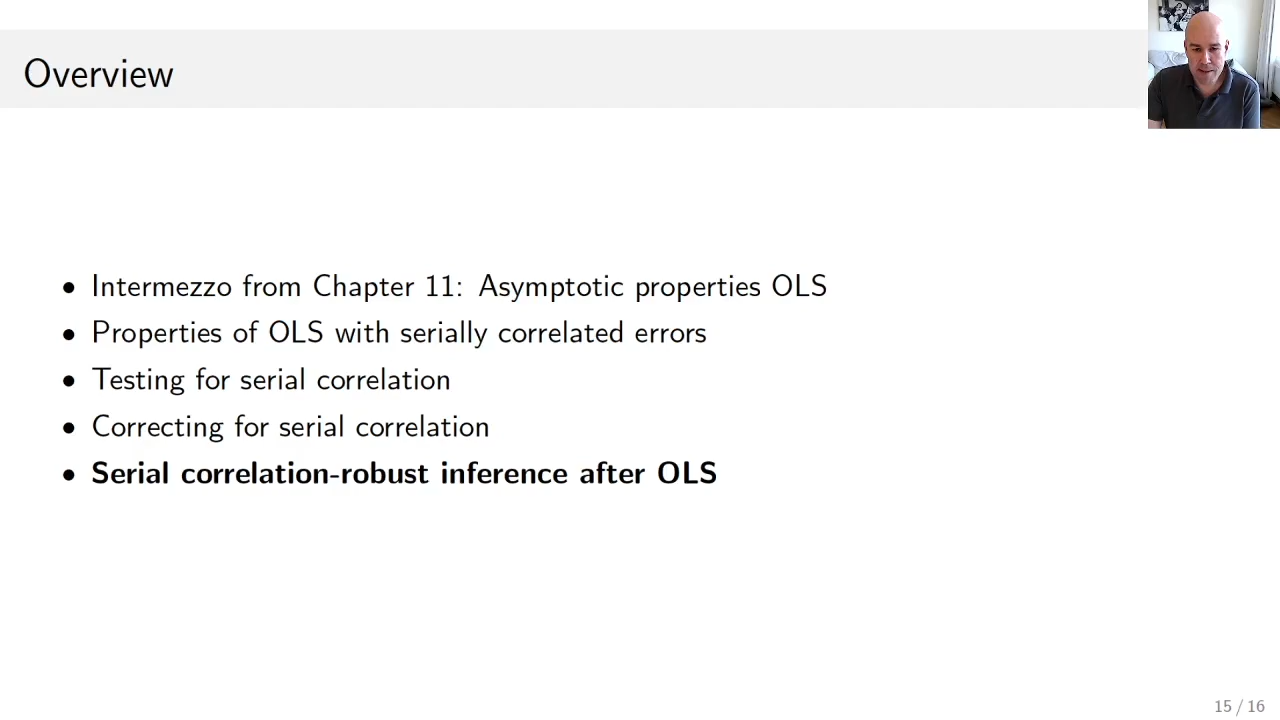 Overview
• Intermezzo from Chapter 11: Asymptotic properties OLS
• Properties of OLS with serially correlated errors
• Testing for serial correlation
• Correcting for serial correlation
• Serial correlation-robust inference after OLS
15 / 16